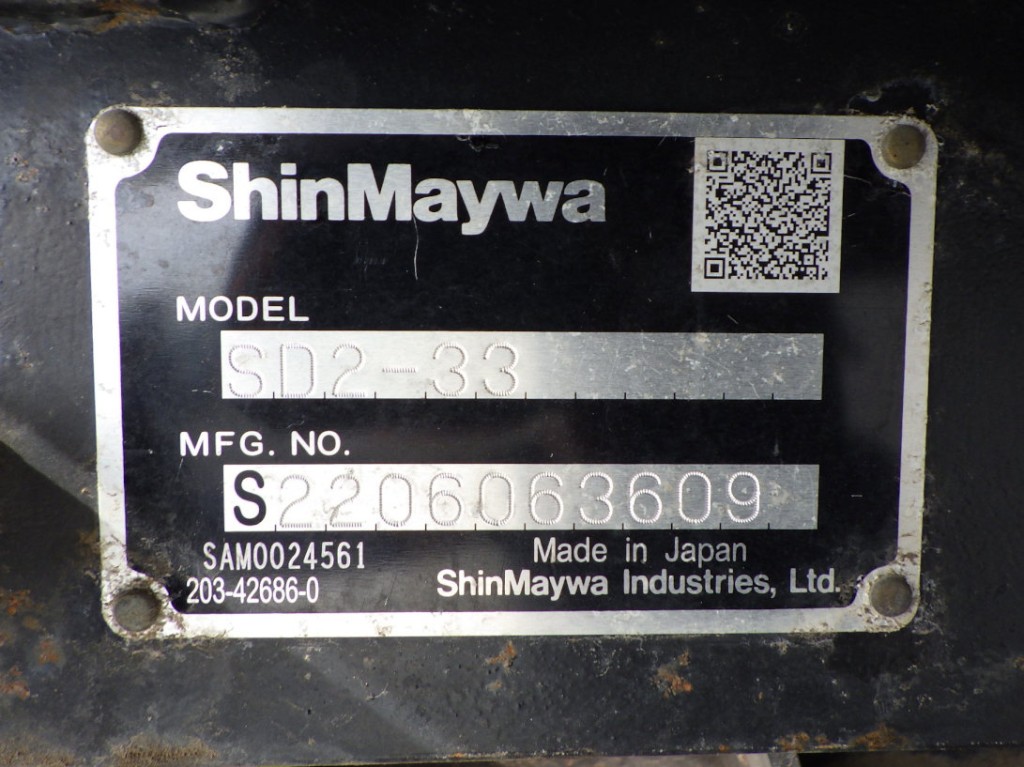 ShinMaywa
MODEL
SD2-33
MFG. NO.
S2206063609
SAM0024561
Made in Japan
203-42686-0
ShinMaywa Industries, Ltd.